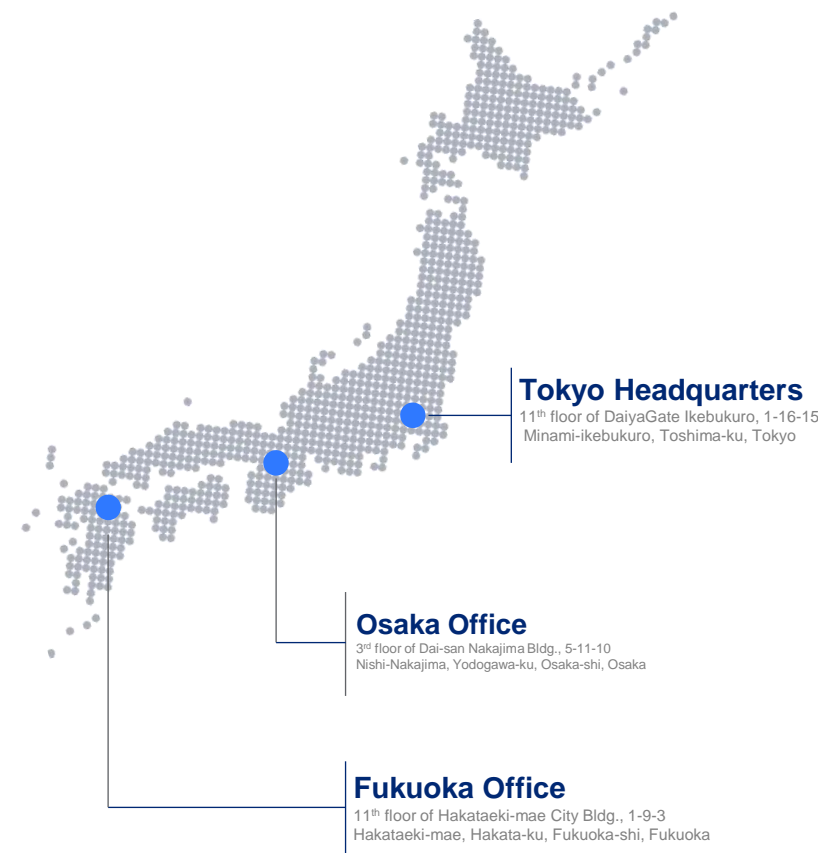 Tokyo Headquarters
11th floor of DaiyaGate Ikebukuro, 1-16-15
Minami-ikebukuro, Toshima-ku, Tokyo
Osaka Office
3rd floor of Dai-san Nakajima Bldg., 5-11-10
Nishi-Nakajima, Yodogawa-ku, Osaka-shi, Osaka
Fukuoka Office
11th floor of Hakataeki-mae City Bldg., 1-9-3
Hakataeki-mae, Hakata-ku, Fukuoka-shi, Fukuoka